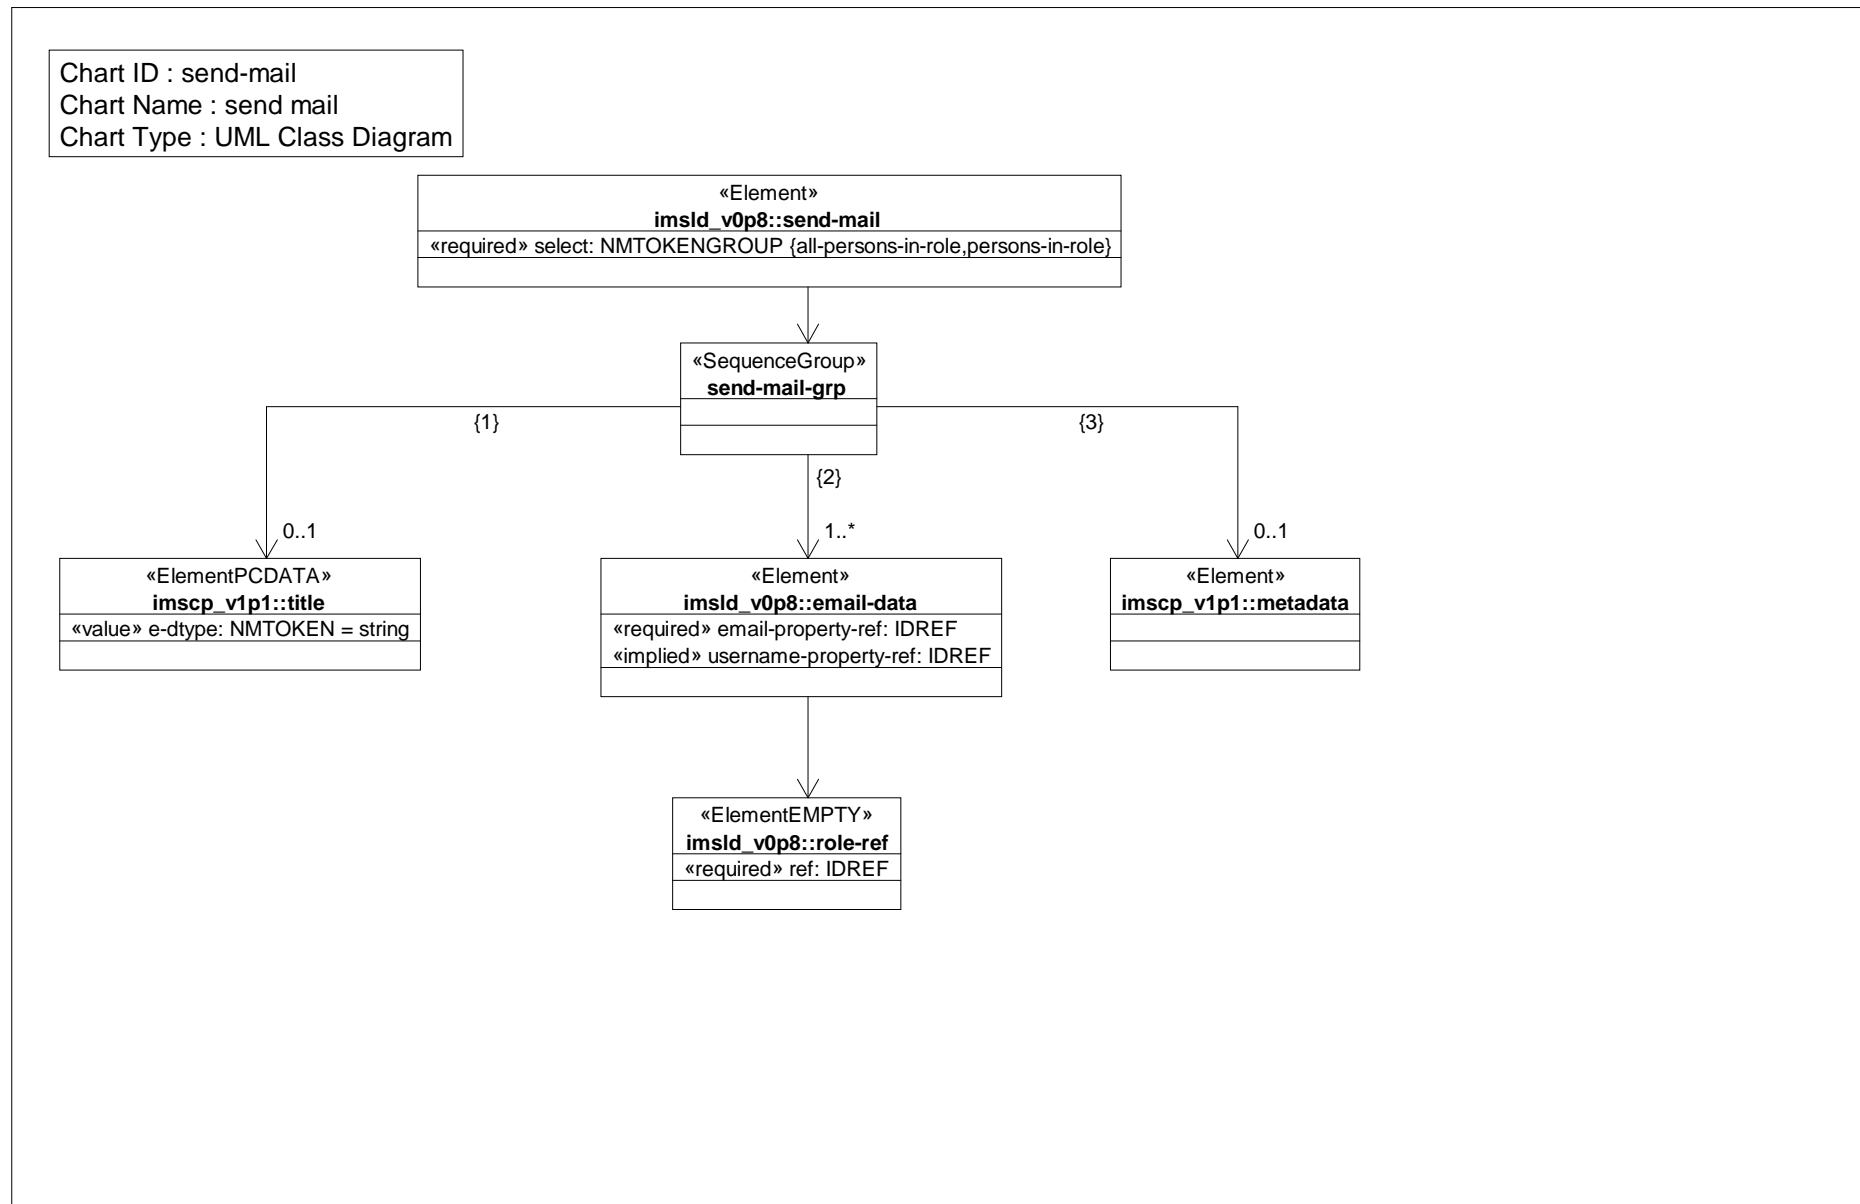 Chart ID : send-mail
Chart Name : send mail
Chart Type : UML Class Diagram
«Element»
imsld_v0p8::send-mail
«required» select: NMTOKENGROUP {all-persons-in-role,persons-in-role}
«SequenceGroup»
send-mail-grp
{1}
{3}
{2}
0..1
1..*
0..1
«ElementPCDATA»
imscp_v1p1::title
«value» e-dtype: NMTOKEN = string
«Element»
imsld_v0p8::email-data
«required» email-property-ref: IDREF
«implied» username-property-ref: IDREF
«Element»
imscp_v1p1::metadata
«ElementEMPTY»
imsld_v0p8::role-ref
«required» ref: IDREF